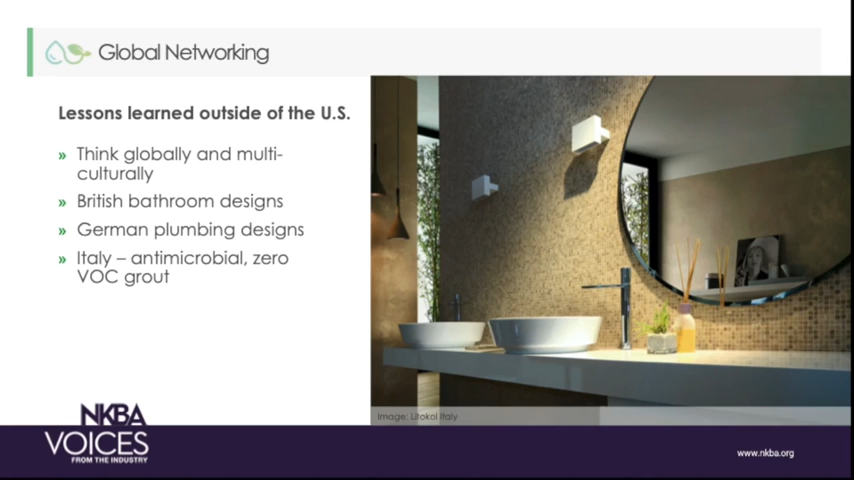 Global Networking
Lessons learned outside of the U.S.
» Think globally and multi-
culturally
» British bathroom designs
» German plumbing designs
» Italy – antimicrobial, zero
VOC grout
Image: Litokol Italy
NKBA
VOICES
FROM THE INDUSTRY
www.nkba.org